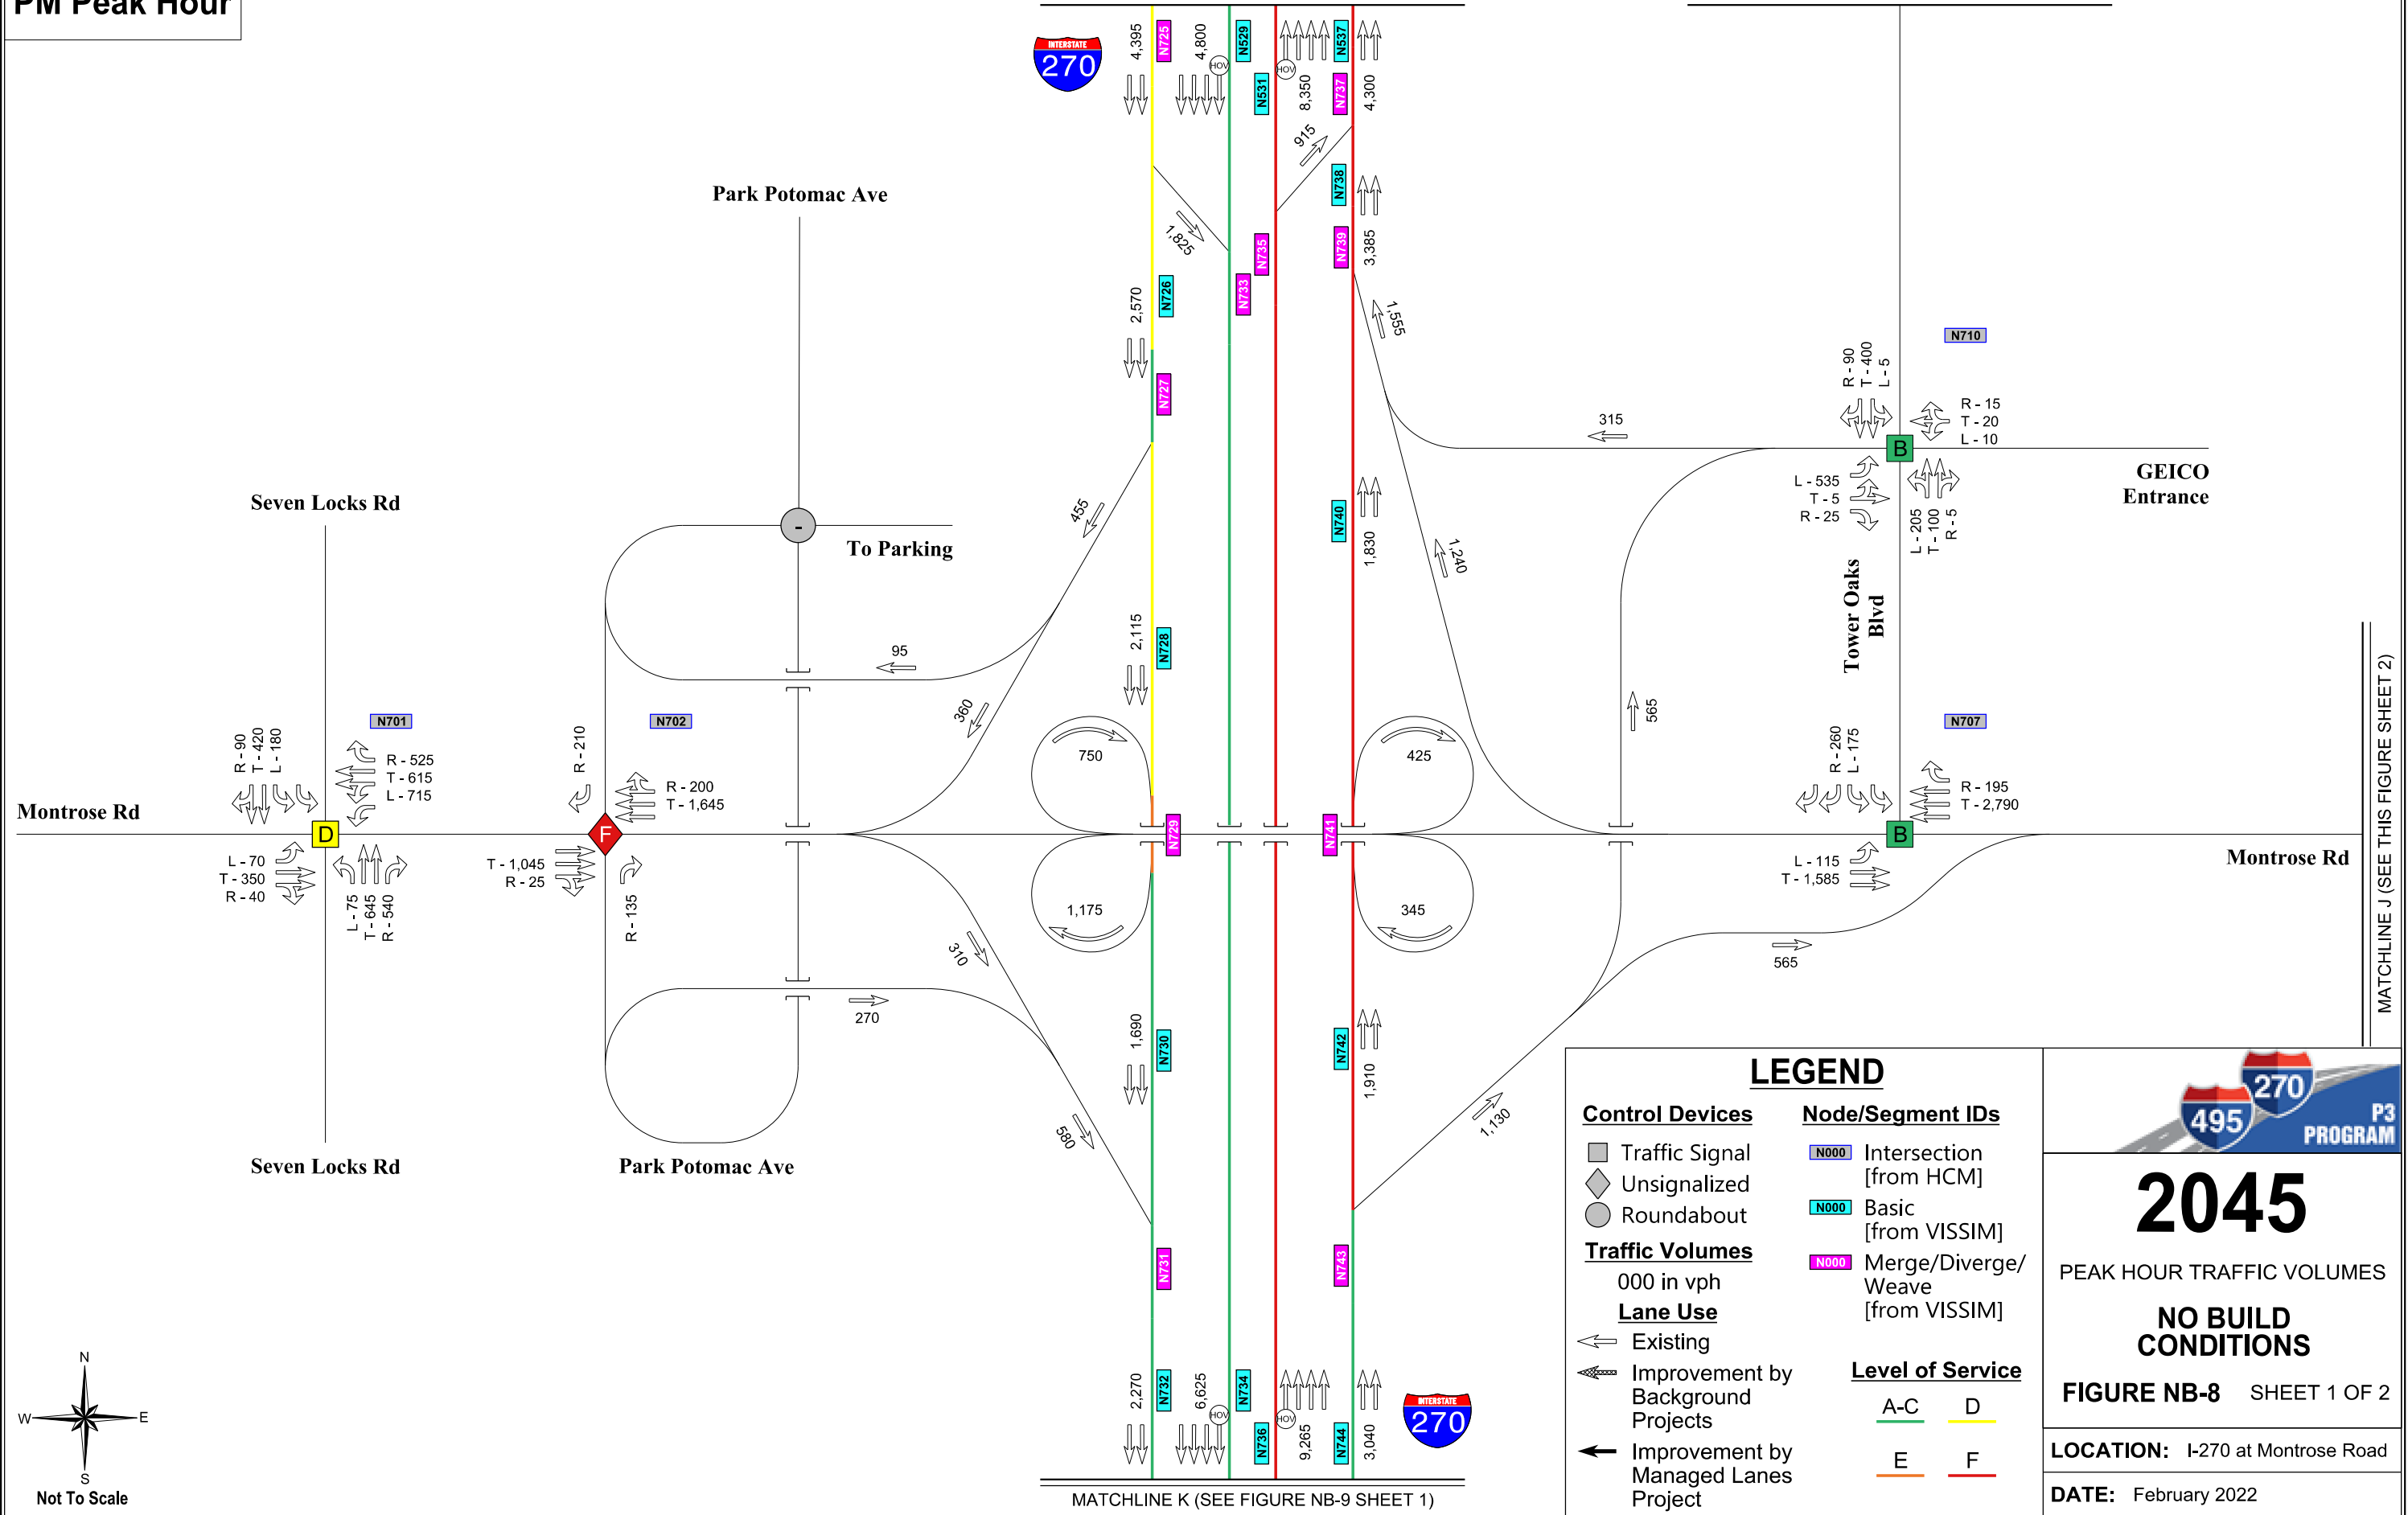 PM Peak Hour
INTERSTATE
270
4,395
N725
4,800
HOV
N529
N531
HOV
8,350
N537
N737
4,300
915
1,825
N738
N735
N733
N739
3,385
Park Potomac Ave
2,570
N726
N727
1,555
N710
R - 90
T - 400
L - 5
R - 15
T - 20
L - 10
B
315
GEICO
Entrance
L - 535
T - 5
R - 25
L - 205
T - 100
R - 5
Seven Locks Rd
-
To Parking
455
N740
1,830
1,240
Tower Oaks
Blvd
95
2,115
N728
360
565
N701
N702
N707
R - 90
T - 420
L - 180
R - 525
T - 615
L - 715
R - 210
R - 200
T - 1,645
750
425
R - 260
L - 175
R - 195
T - 2,790
Montrose Rd
D
F
N729
N741
B
Montrose Rd
L - 70
T - 350
R - 40
L - 75
T - 645
R - 540
T - 1,045
R - 25
R - 135
1,175
345
L - 115
T - 1,585
310
565
270
1,690
N730
N742
1,910
580
1,130
MATCHLINE J (SEE THIS FIGURE SHEET 2)
Seven Locks Rd
Park Potomac Ave
N731
N743
2,270
N732
6,625
HOV
N734
N736
HOV
9,265
N744
3,040
INTERSTATE
270
MATCHLINE K (SEE FIGURE NB-9 SHEET 1)
N
W
E
S
Not To Scale
LEGEND
Control Devices
Traffic Signal
Unsignalized
Roundabout
Traffic Volumes
000 in vph
Lane Use
Existing
Improvement by
Background
Projects
Improvement by
Managed Lanes
Project
Node/Segment IDs
N000 Intersection
[from HCM]
N000 Basic
[from VISSIM]
N000 Merge/Diverge/
Weave
[from VISSIM]
Level of Service
A-C D
E F
495
270
P3
PROGRAM
2045
PEAK HOUR TRAFFIC VOLUMES
NO BUILD
CONDITIONS
FIGURE NB-8 SHEET 1 OF 2
LOCATION: I-270 at Montrose Road
DATE: February 2022